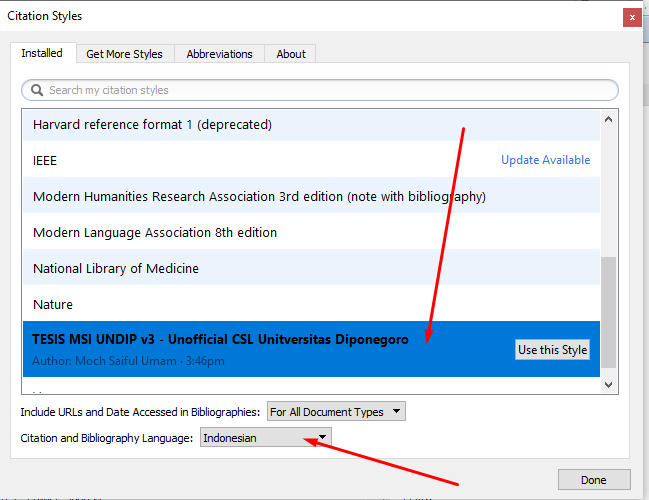 Citation Styles
x
Installed
Get More Styles
Abbreviations
About
Search my citation styles
Harvard reference format 1 (deprecated)
IEEE
Update Available
Modern Humanities Research Association 3rd edition (note with bibliography)
Modern Language Association 8th edition
National Library of Medicine
Nature
TESIS MSI UNDIP v3 - Unofficial CSL Unitversitas Diponegoro
Author: Moch Saiful Umam · 3:46pm
Use this Style
Include URLs and Date Accessed in Bibliographies: For All Document Types
Citation and Bibliography Language: Indonesian
Done